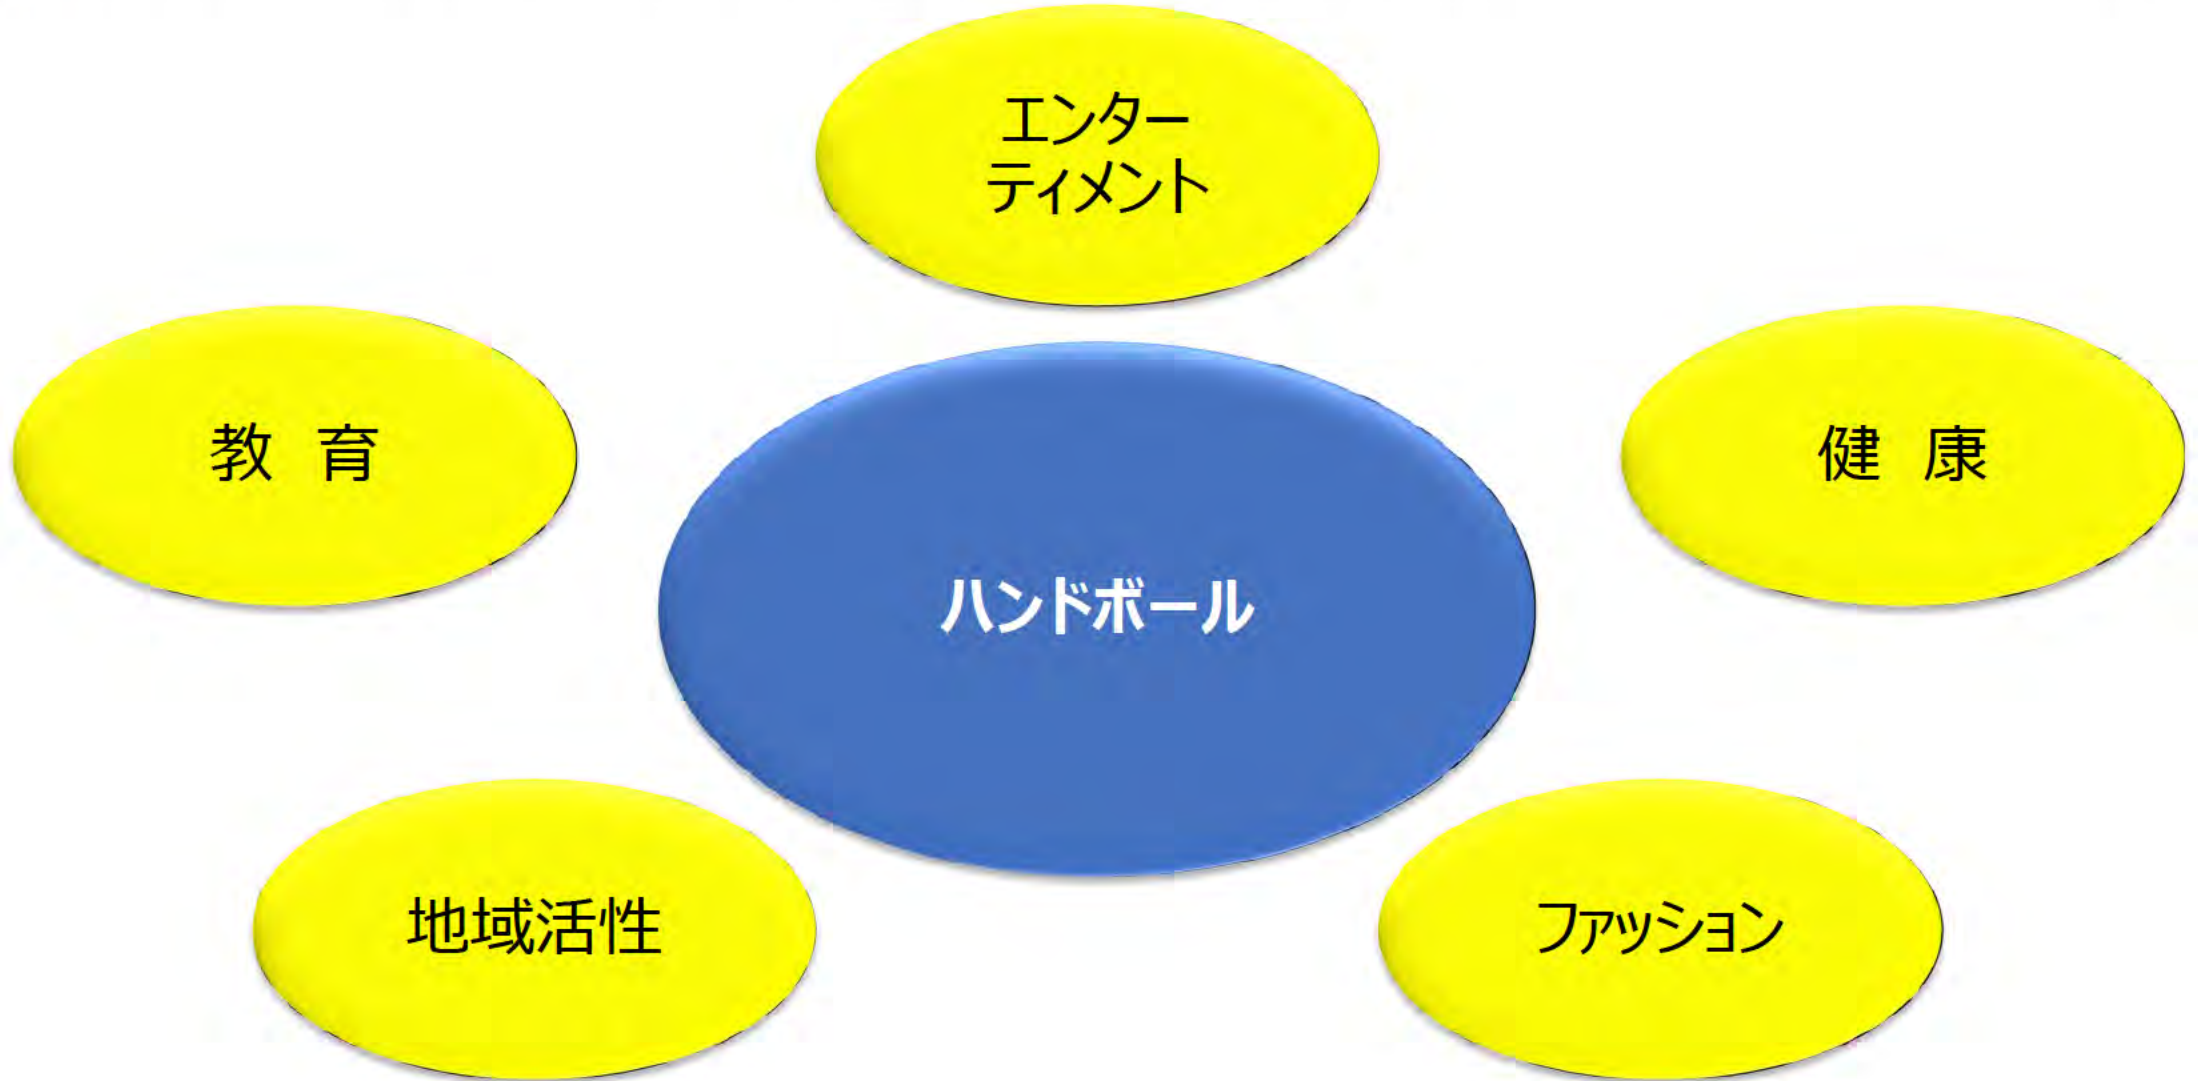 エンター
ティメント
教 育
健 康
ハンドボール
地域活性
ファッション